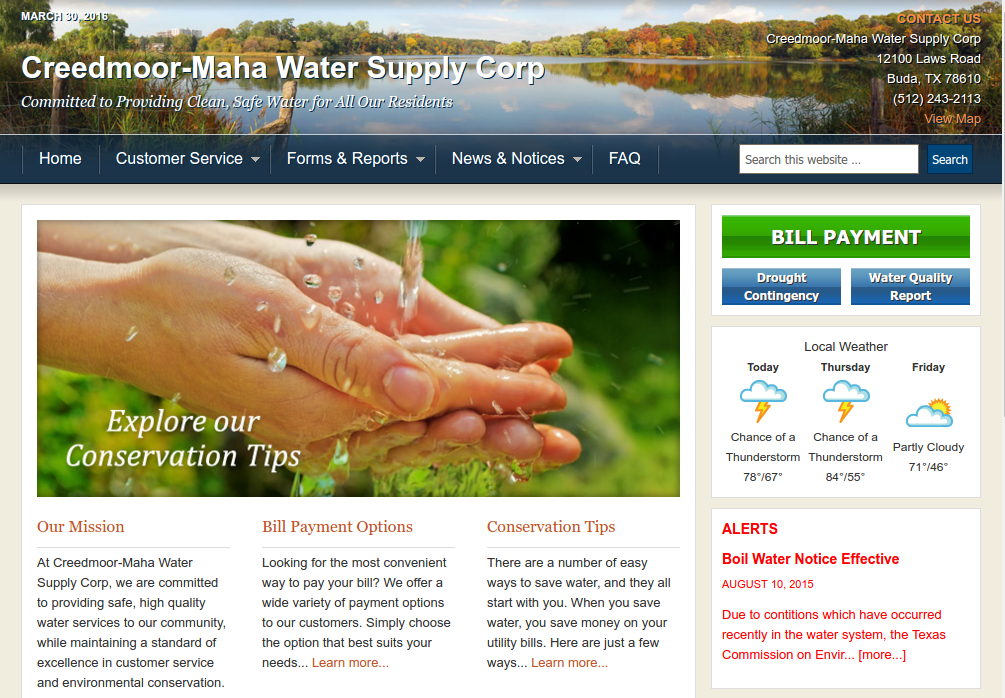 MARCH 30, 2016
Creedmoor-Maha Water Supply Corp
Committed to Providing Clean, Safe Water for All Our Residents
CONTACT US
Creedmoor-Maha Water Supply Corp
12100 Laws Road
Buda, TX 78610
(512) 243-2113
View Map
Home Customer Service Forms & Reports News & Notices FAQ
Search this website ... Search
Explore our
Conservation Tips
Our Mission
At Creedmoor-Maha Water
Supply Corp, we are committed
to providing safe, high quality
water services to our community,
while maintaining a standard of
excellence in customer service
and environmental conservation.
Bill Payment Options
Looking for the most convenient
way to pay your bill? We offer a
wide variety of payment options
to our customers. Simply choose
the option that best suits your
needs... Learn more...
Conservation Tips
There are a number of easy
ways to save water, and they all
start with you. When you save
water, you save money on your
utility bills. Here are just a few
ways... Learn more...
BILL PAYMENT
Drought
Contingency
Water Quality
Report
Local Weather
Today
Chance of a
Thunderstorm
78°/67°
Thursday
Chance of a
Thunderstorm
84°/55°
Friday
Partly Cloudy
71°/46°
ALERTS
Boil Water Notice Effective
AUGUST 10, 2015
Due to contitions which have occurred
recently in the water system, the Texas
Commission on Envir... [more...]